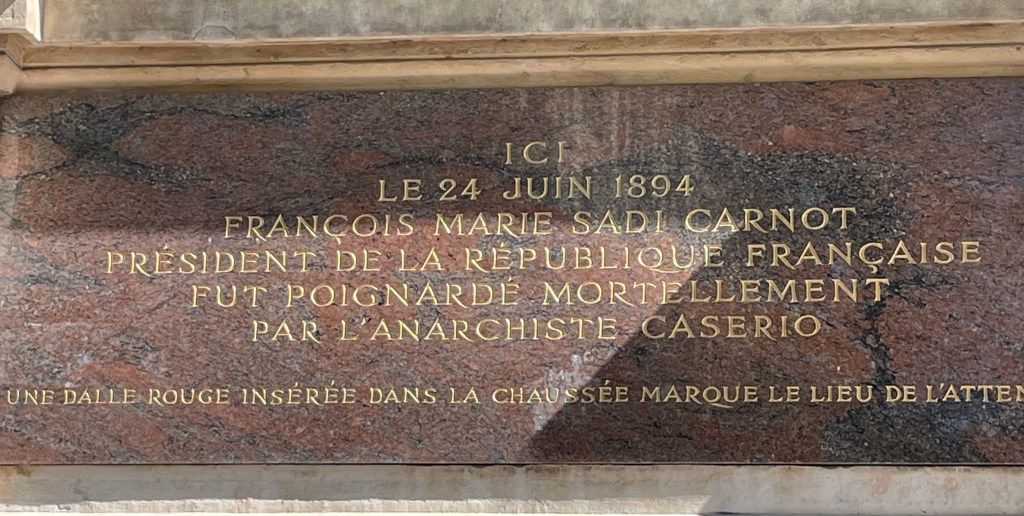 ICI
LE 24 JUIN 1894
FRANÇOIS MARIE SADI CARNOT
PRÉSIDENT DE LA RÉPUBLIQUE FRANÇAISE
FUT POIGNARDÉ MORTELLEMENT
PAR L'ANARCHISTE CASERIO
UNE DALLE ROUGE INSÉRÉE DANS LA CHAUSSÉE MARQUE LE LIEU DE